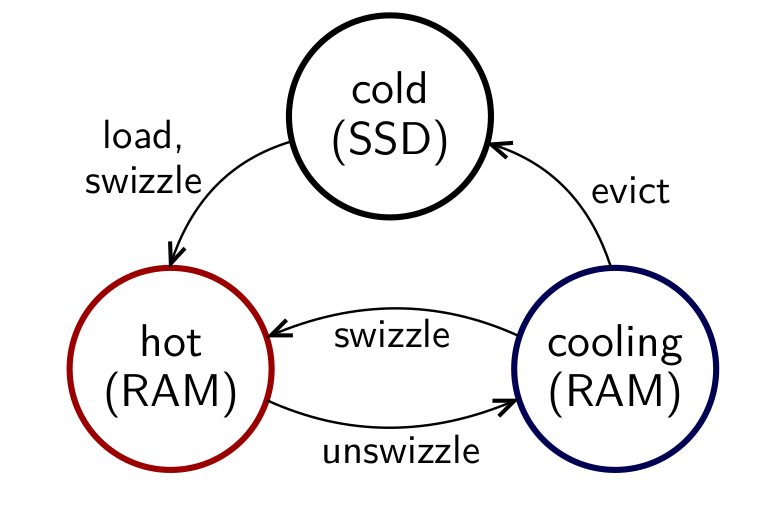 cold
(SSD)
load,
swizzle
evict
hot
(RAM)
swizzle
cooling
(RAM)
unswizzle